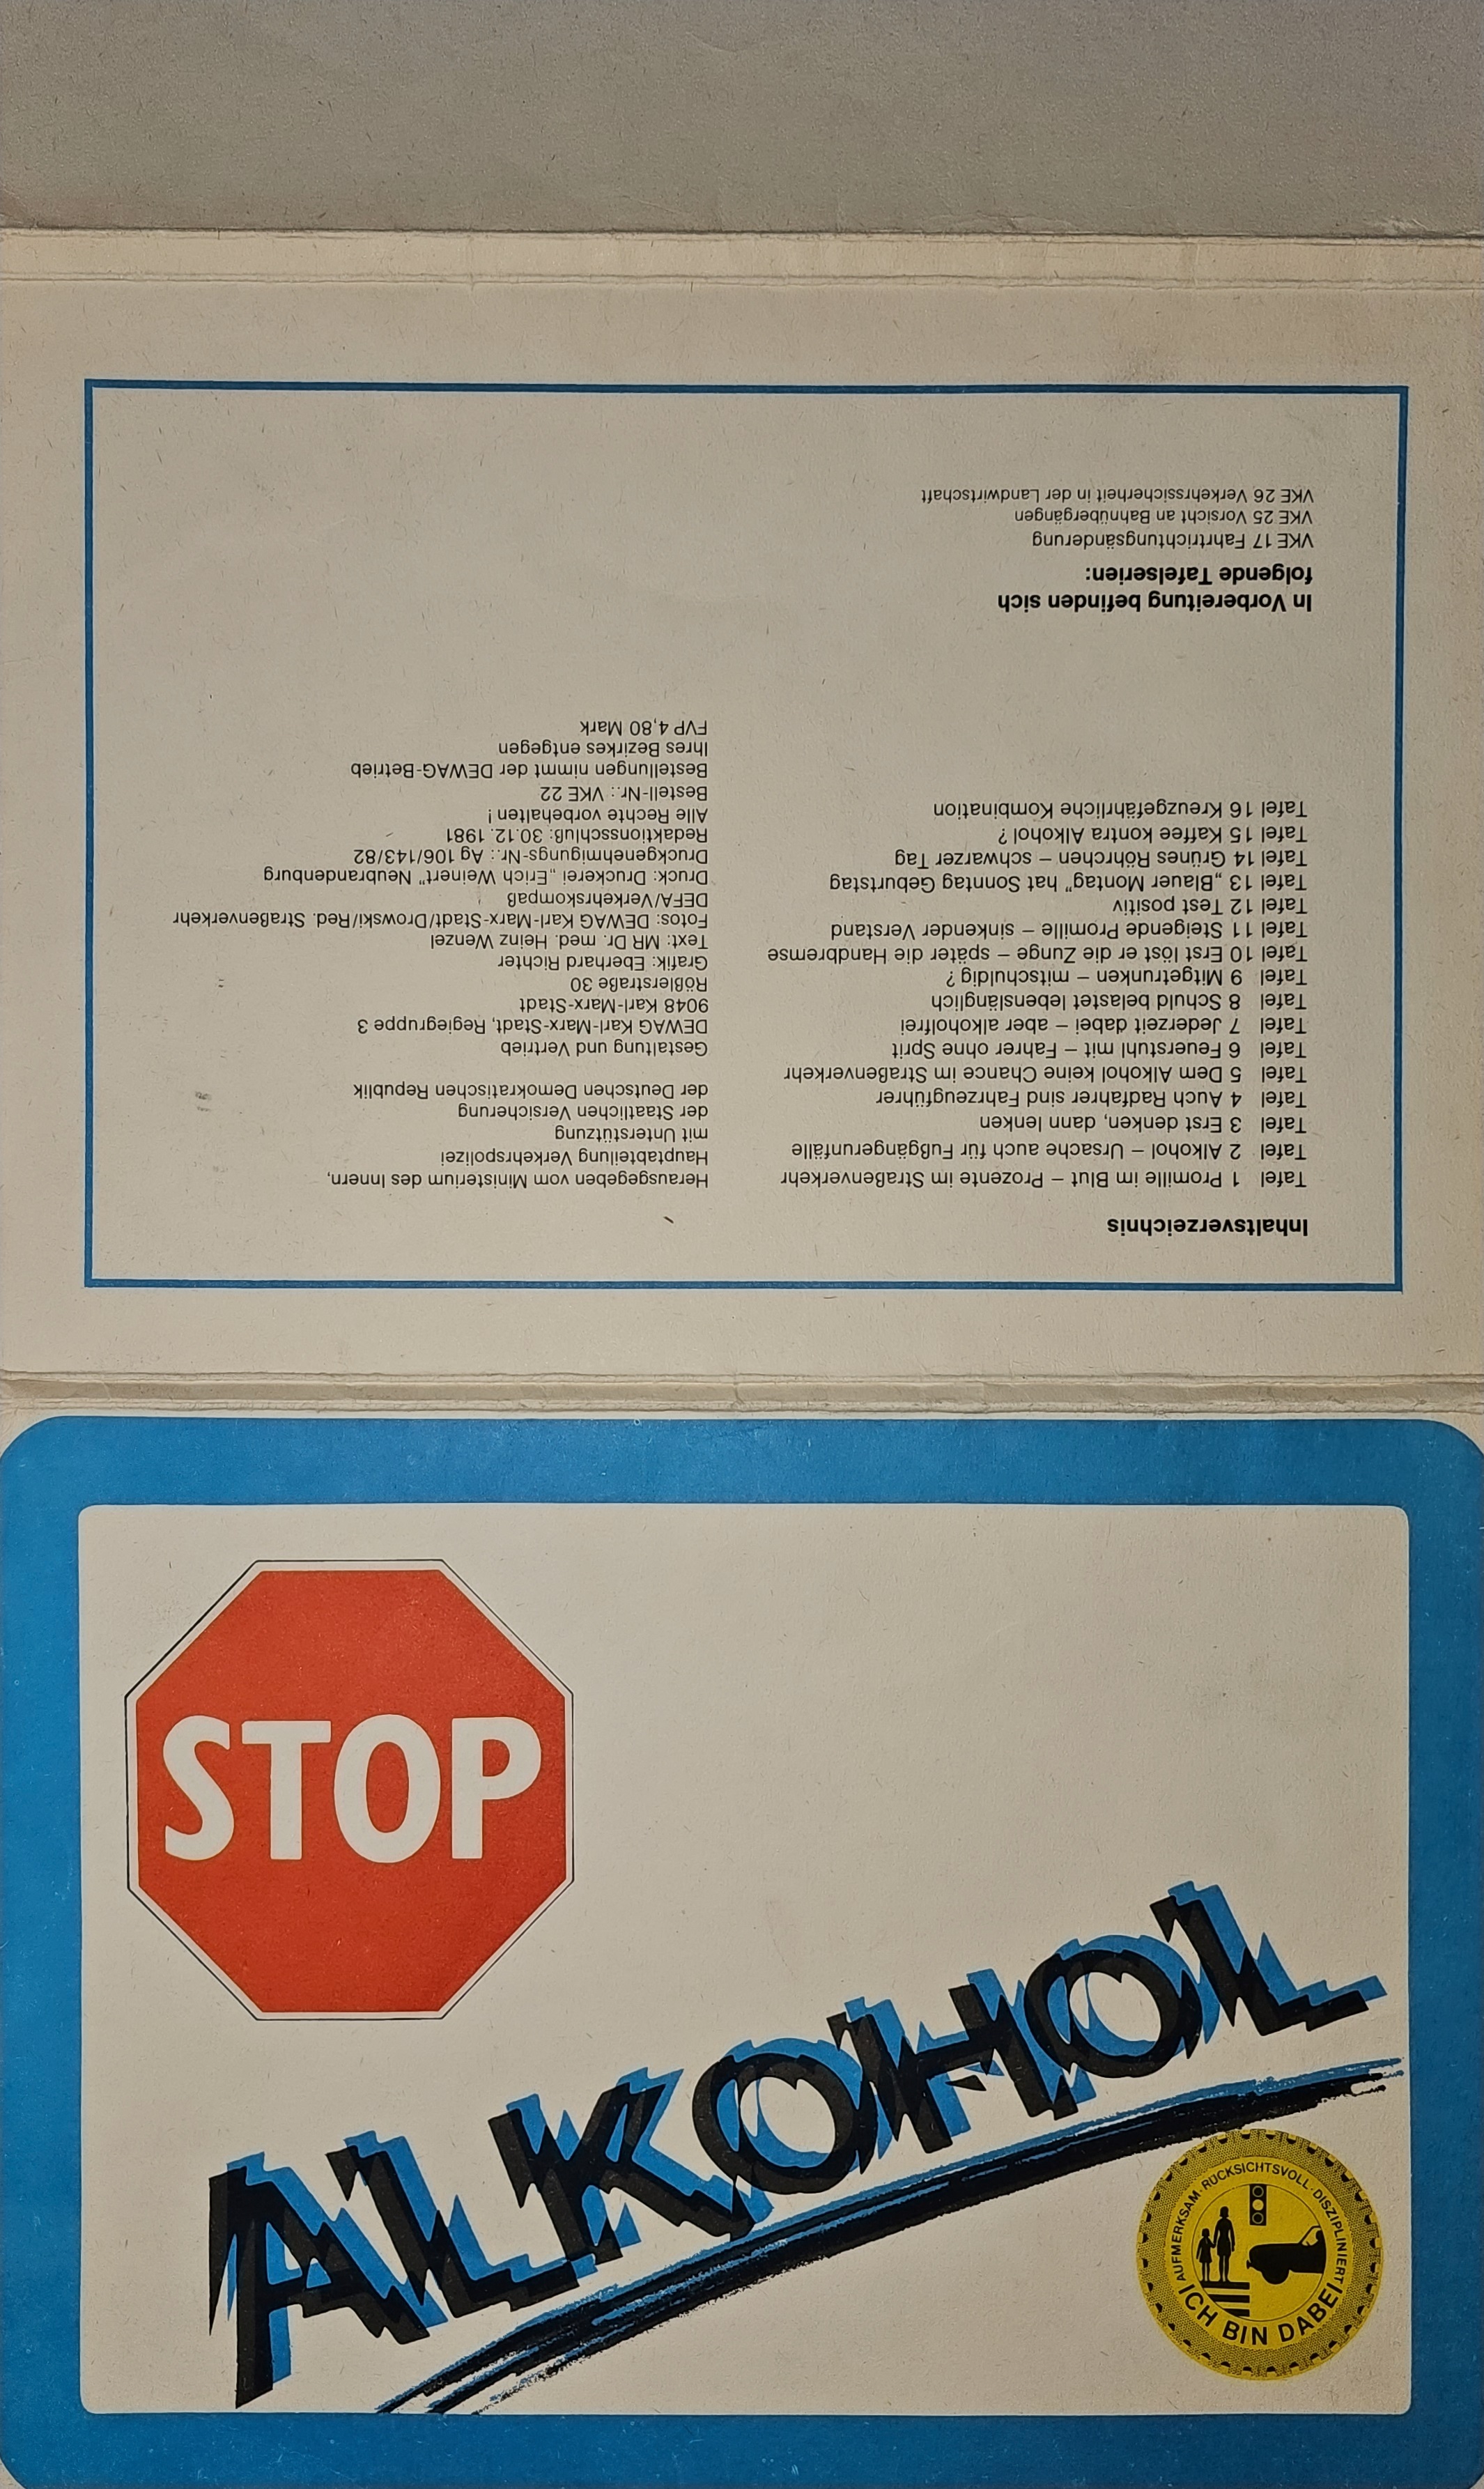 Inhaltsverzeichnis
Tafel 1 Promille im Blut – Prozente im Straßenverkehr
Tafel 2 Alkohol – Ursache auch für Fußgängerunfälle
Tafel 3 Erst denken, dann lenken
Tafel 4 Auch Radfahrer sind Fahrzeugführer
Tafel 5 Dem Alkohol keine Chance im Straßenverkehr
Tafel 6 Feuerstuhl mit – Fahrer ohne Sprit
Tafel 7 Jederzeit dabei – aber alkoholfrei
Tafel 8 Schuld belastet lebenslänglich
Tafel 9 Mitgetrunken – mitschuldig ?
Tafel 10 Erst löst er die Zunge – später die Handbremse
Tafel 11 Steigende Promille – sinkender Verstand
Tafel 12 Test positiv
Tafel 13 „Blauer Montag" hat Sonntag Geburtstag
Tafel 14 Grünes Röhrchen – schwarzer Tag
Tafel 15 Kaffee kontra Alkohol ?
Tafel 16 Kreuzgefährliche Kombination
In Vorbereitung befinden sich
folgende Tafelserien:
VKE 17 Fahrtrichtungsänderung
VKE 25 Vorsicht an Bahnübergängen
VKE 26 Verkehrssicherheit in der Landwirtschaft
Herausgegeben vom Ministerium des Innern,
Hauptabteilung Verkehrspolizei
mit Unterstützung
der Staatlichen Versicherung
der Deutschen Demokratischen Republik
Gestaltung und Vertrieb
DEWAG Karl-Marx-Stadt, Regiegruppe 3
9048 Karl-Marx-Stadt
Rößlerstraße 30
Grafik: Eberhard Richter
Text: MR Dr. med. Heinz Wenzel
Fotos: DEWAG Karl-Marx-Stadt/Drowski/Red. Straßenverkehr
DEFA/Verkehrskompaß
Druck: Druckerei „Erich Weinert" Neubrandenburg
Druckgenehmigungs-Nr.: Ag 106/143/82
Redaktionsschluß: 30.12. 1981
Alle Rechte vorbehalten !
Bestell-Nr.: VKE 22
Bestellungen nimmt der DEWAG-Betrieb
Ihres Bezirkes entgegen
FVP 4,80 Mark
STOP
ALKOHOL
AUFMERKSAM·RÜCKSICHTSVOLL·DISZIPLINIERT
ICH BIN DABEI